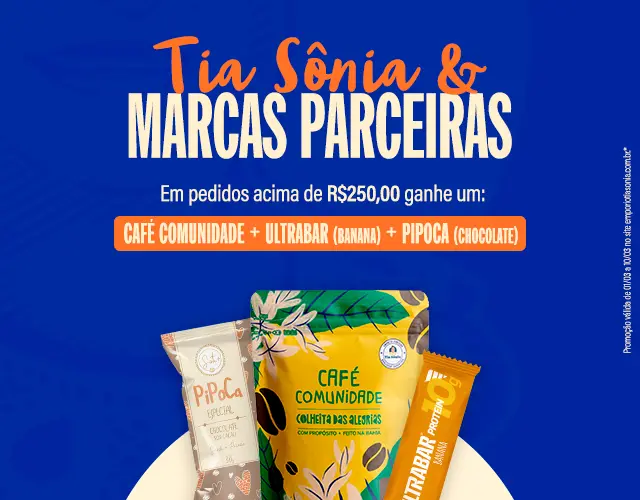 Tia Sônia &
MARCAS PARCEIRAS
Em pedidos acima de R$250,00 ganhe um:
CAFÉ COMUNIDADE + ULTRABAR (BANANA) + PIPOCA (CHOCOLATE)
Promoção válida de 01/03 a 10/03 no site emporiotiasonia.com.br*
PiPoCa
ESPECIAL
CHOCOLATE
CAFÉ
COMUNIDADE
COLHEITA DAS ALEGRIAS
COM PROPÓSITO • FEITO NA BAHIA
ULTRABAR PROTEIN 10g
BANANA